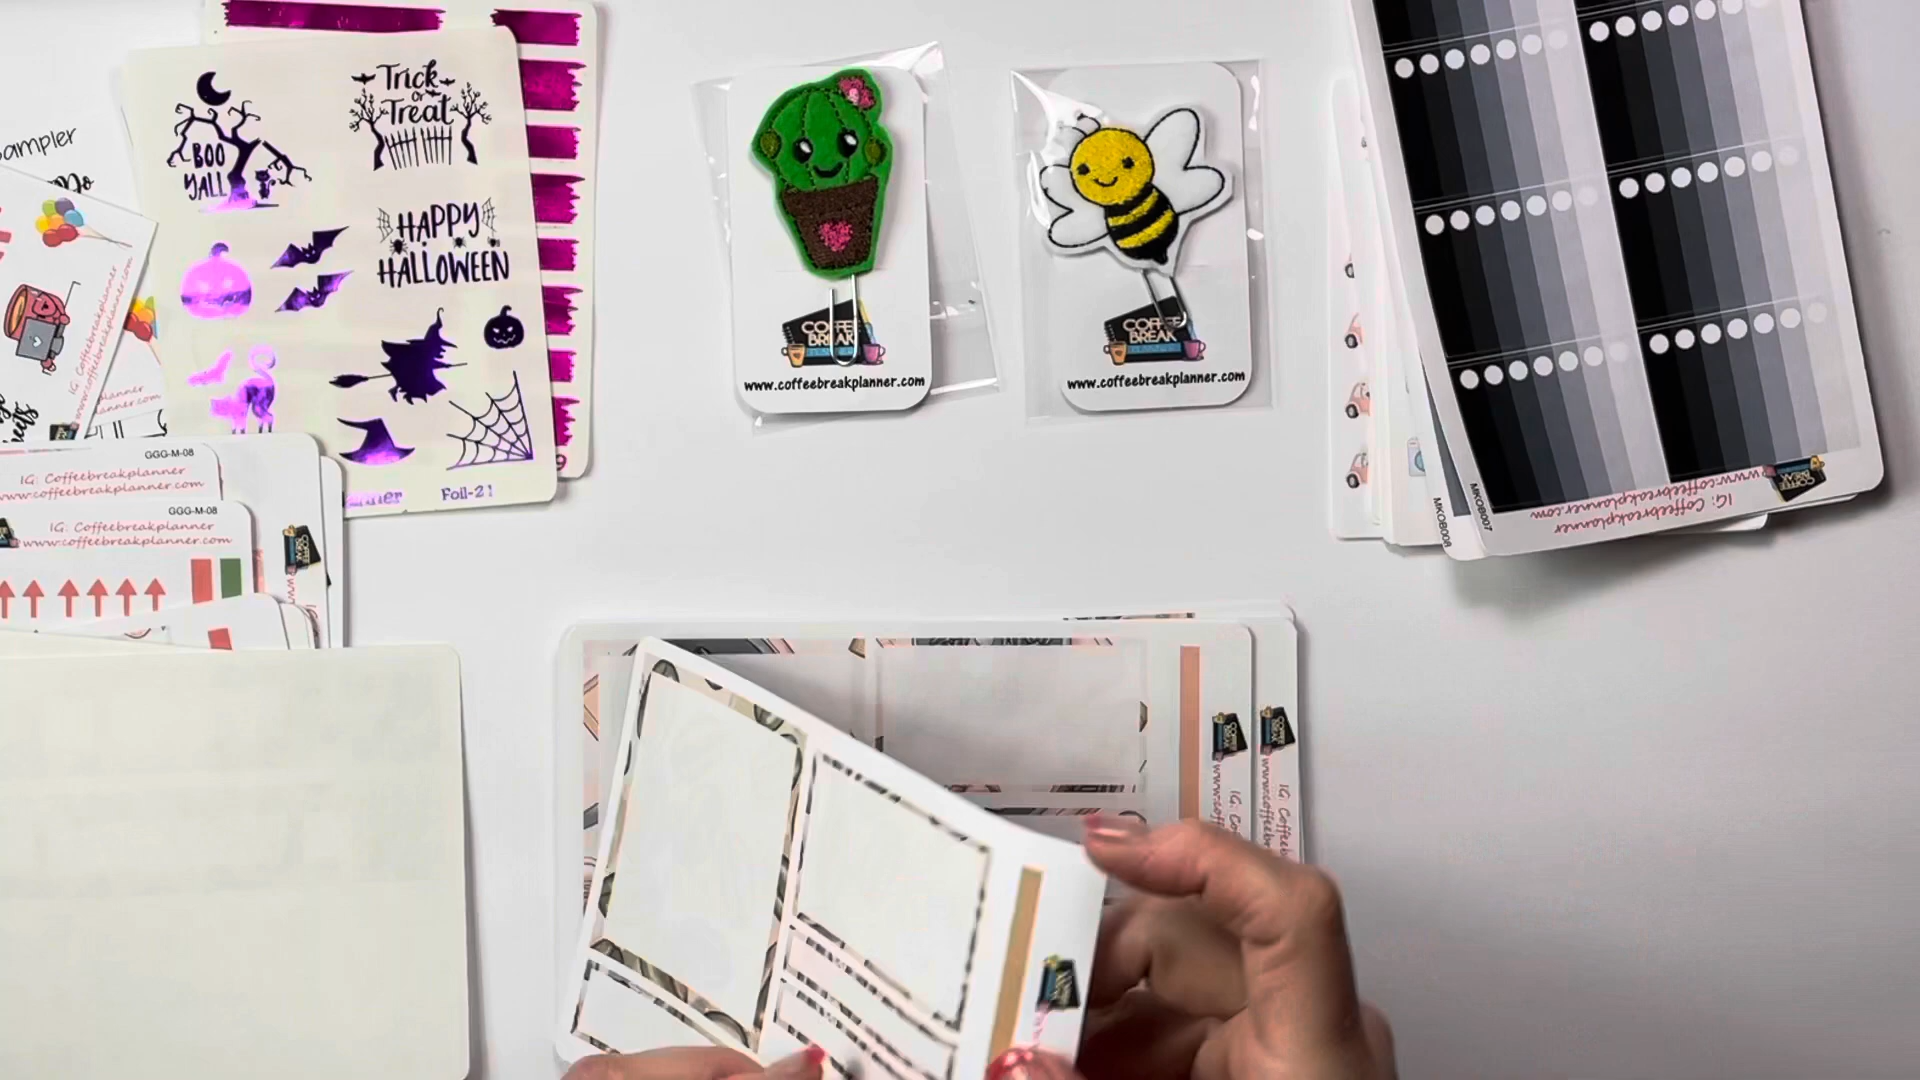 Sampler
IG: Coffeebreakplanner
www.coffeebreakplanner.com
BOO
YALL
Trick
or
Treat
HAPPY
HALLOWEEN
Foil-21
GGG-M-08
IG: Coffeebreakplanner
www.coffeebreakplanner.com
GGG-M-08
IG: Coffeebreakplanner
www.coffeebreakplanner.com
COFFEE
BREAK
www.coffeebreakplanner.com
COFFEE
BREAK
www.coffeebreakplanner.com
MKOB008
MKOB007
IG: Coffeebreakplanner
www.coffeebreakplanner.com